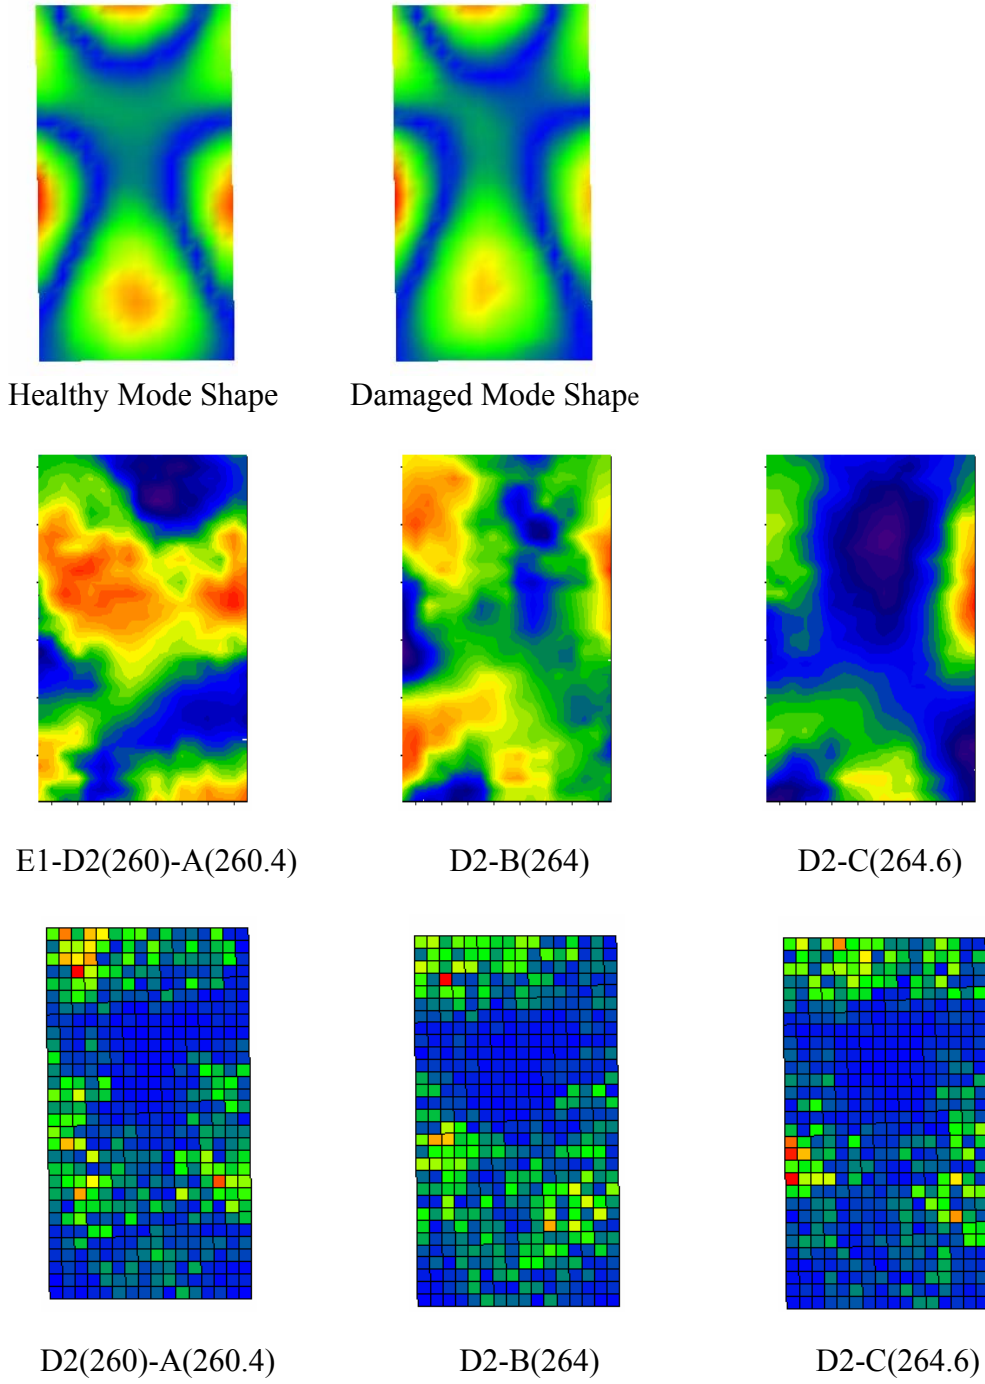 Healthy Mode Shape
Damaged Mode Shape
E1-D2(260)-A(260.4)
D2-B(264)
D2-C(264.6)
D2(260)-A(260.4)
D2-B(264)
D2-C(264.6)